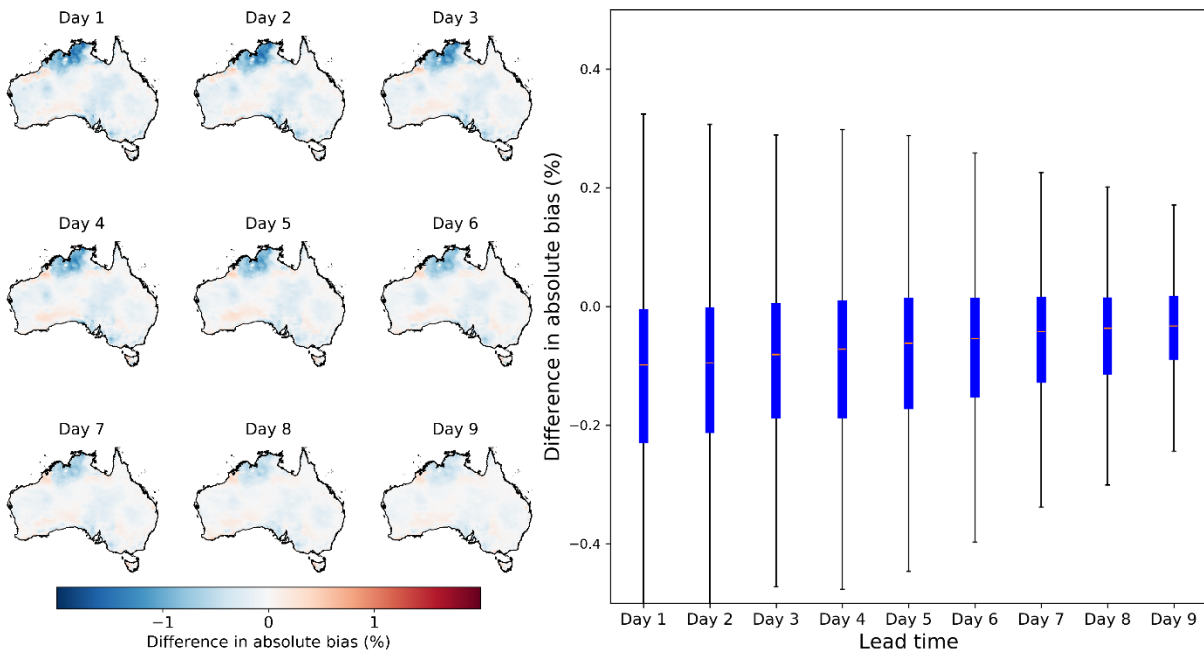 Day 1 Day 2 Day 3
Day 4 Day 5 Day 6
Day 7 Day 8 Day 9
−1 0 1
Difference in absolute bias (%)
Difference in absolute bias (%)
0.4
0.2
0.0
−0.2
−0.4
Day 1 Day 2 Day 3 Day 4 Day 5 Day 6 Day 7 Day 8 Day 9
Lead time